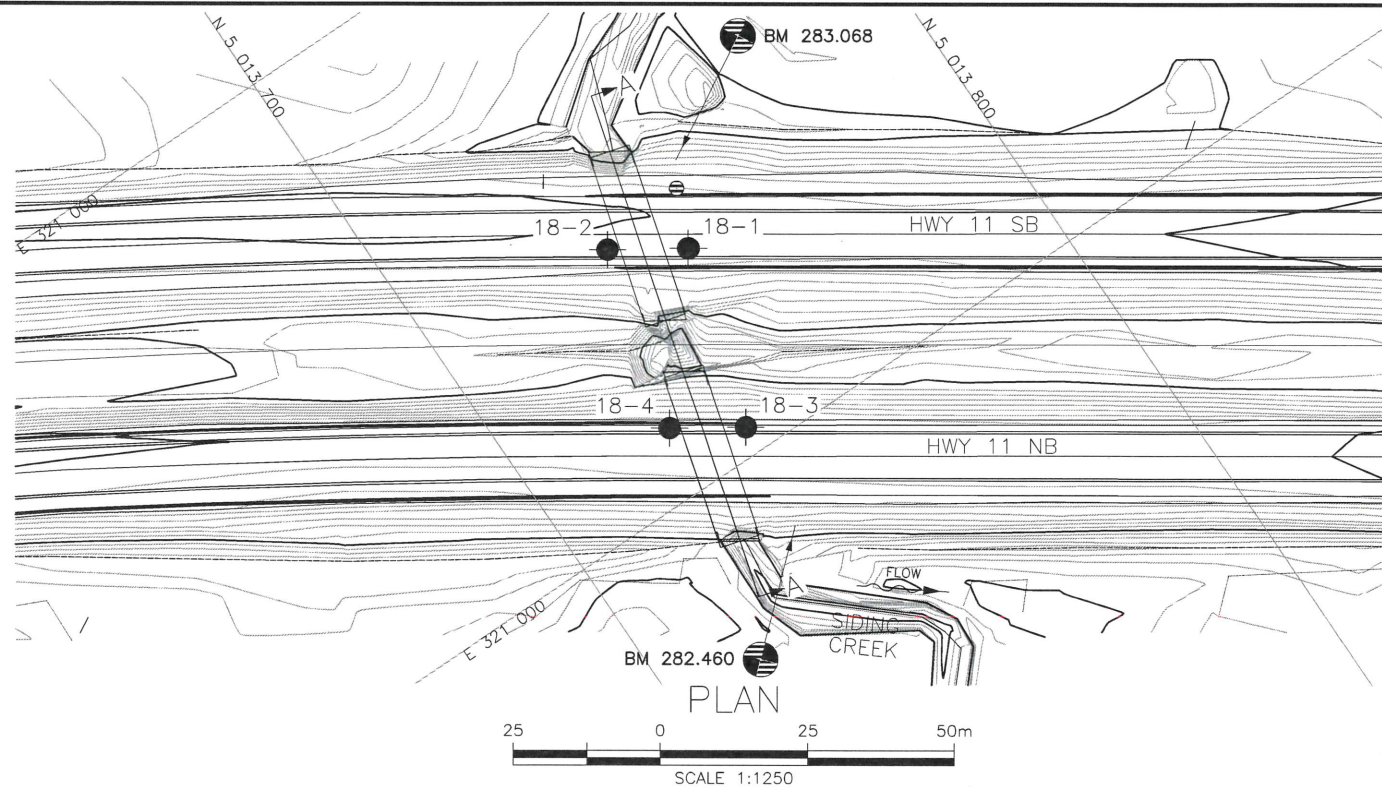 N 5 013 700
BM 283.068
N 5 013 800
A
E 321 000
HWY 11 SB
18-2
18-1
18-4
18-3
HWY 11 NB
FLOW
A
SIDING
CREEK
E 321 000
BM 282.460
PLAN
25 0 25 50m
SCALE 1:1250